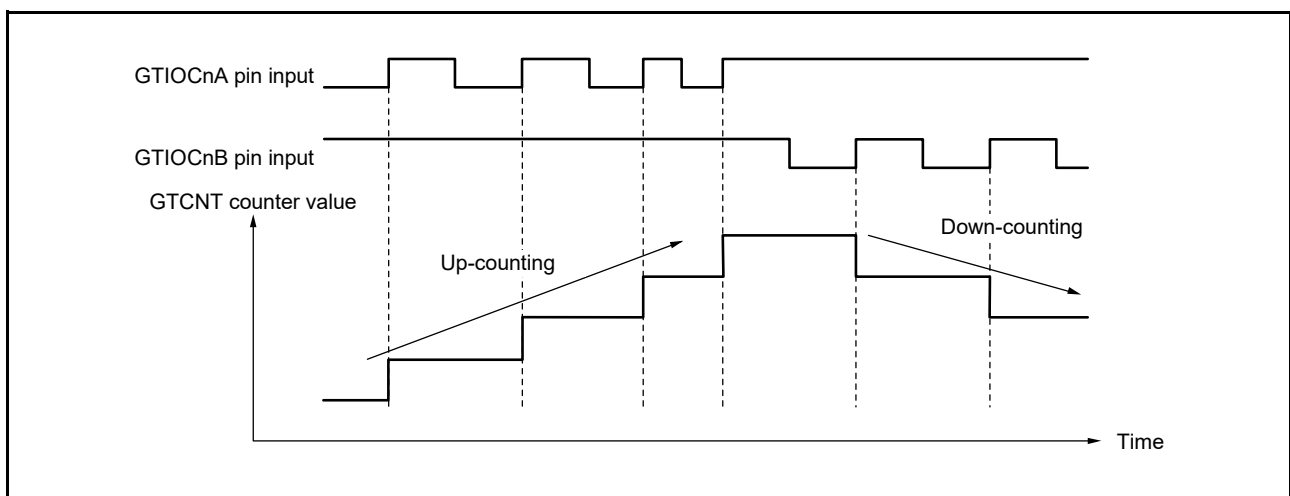 GTIOCnA pin input
GTIOCnB pin input
GTCNT counter value
Down-counting
Up-counting
Time